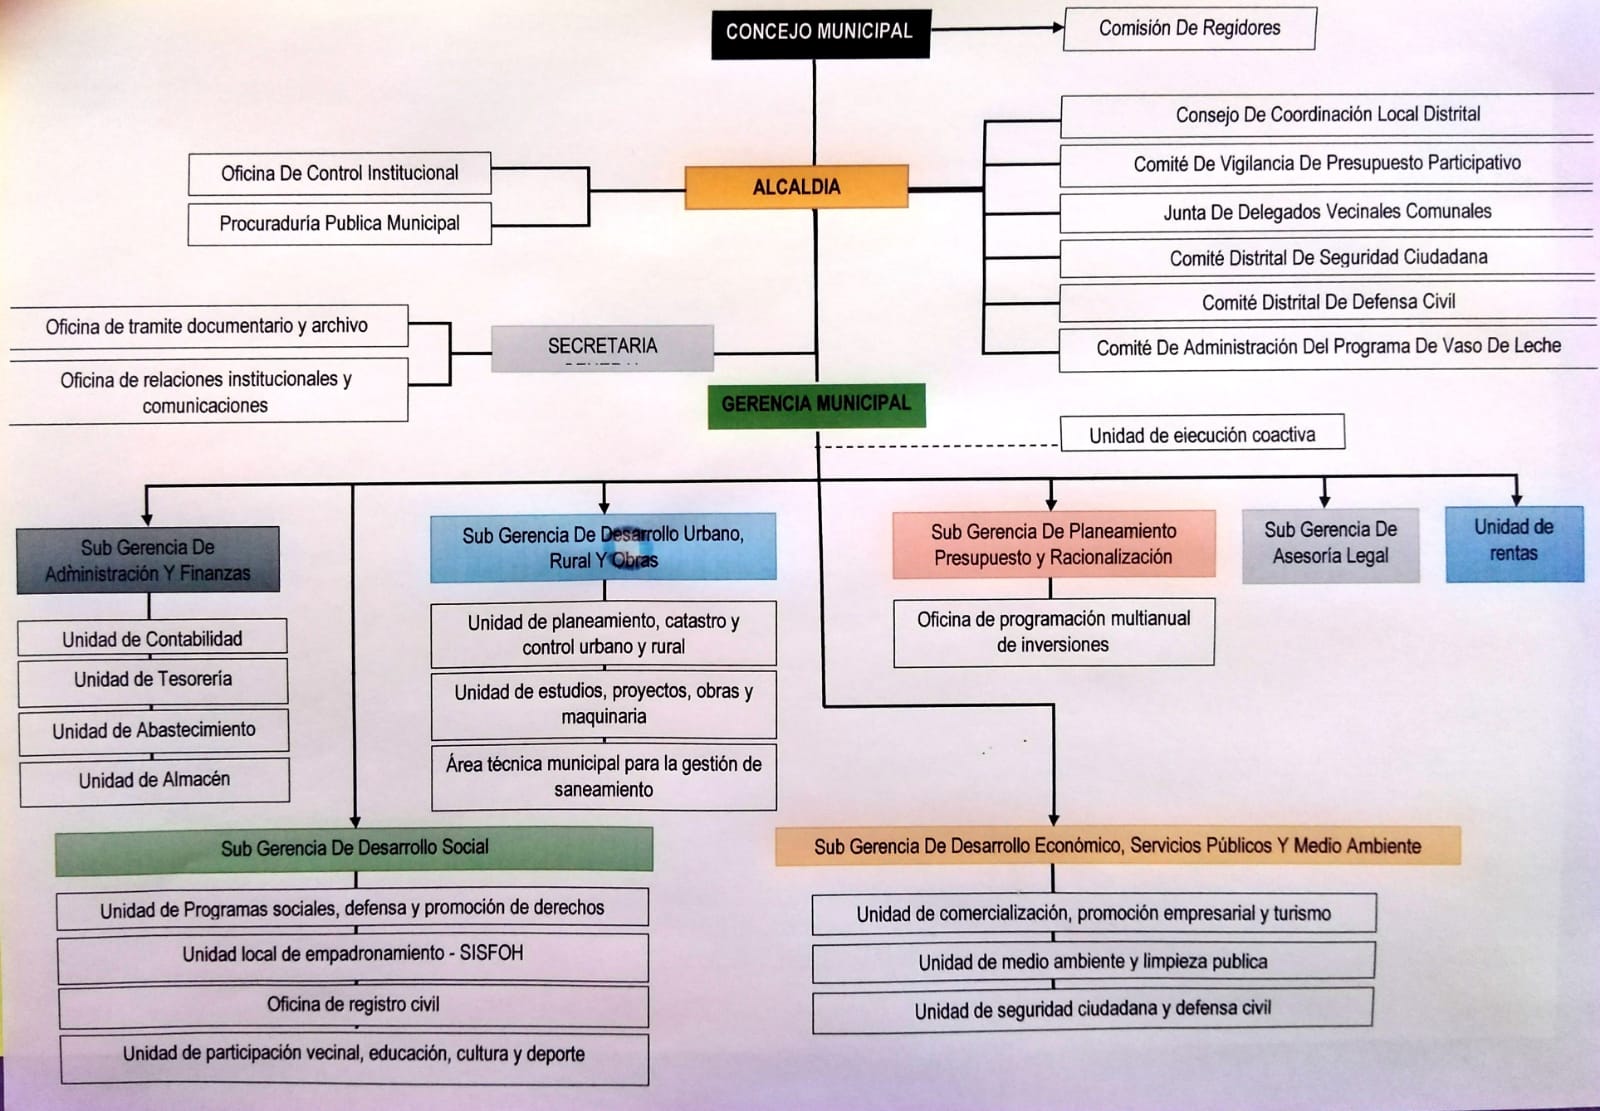 CONCEJO MUNICIPAL
Comisión De Regidores
Consejo De Coordinación Local Distrital
Comité De Vigilancia De Presupuesto Participativo
Junta De Delegados Vecinales Comunales
Comité Distrital De Seguridad Ciudadana
Comité Distrital De Defensa Civil
Comité De Administración Del Programa De Vaso De Leche
Oficina De Control Institucional
Procuraduría Publica Municipal
ALCALDIA
Oficina de tramite documentario y archivo
Oficina de relaciones institucionales y
comunicaciones
SECRETARIA
GERENCIA MUNICIPAL
Unidad de ejecución coactiva
Sub Gerencia De
Administración Y Finanzas
Unidad de Contabilidad
Unidad de Tesorería
Unidad de Abastecimiento
Unidad de Almacén
Sub Gerencia De Desarrollo Urbano,
Rural Y Obras
Unidad de planeamiento, catastro y
control urbano y rural
Unidad de estudios, proyectos, obras y
maquinaria
Área técnica municipal para la gestión de
saneamiento
Sub Gerencia De Planeamiento
Presupuesto y Racionalización
Oficina de programación multianual
de inversiones
Sub Gerencia De
Asesoría Legal
Unidad de
rentas
Sub Gerencia De Desarrollo Social
Unidad de Programas sociales, defensa y promoción de derechos
Unidad local de empadronamiento - SISFOH
Oficina de registro civil
Unidad de participación vecinal, educación, cultura y deporte
Sub Gerencia De Desarrollo Económico, Servicios Públicos Y Medio Ambiente
Unidad de comercialización, promoción empresarial y turismo
Unidad de medio ambiente y limpieza publica
Unidad de seguridad ciudadana y defensa civil